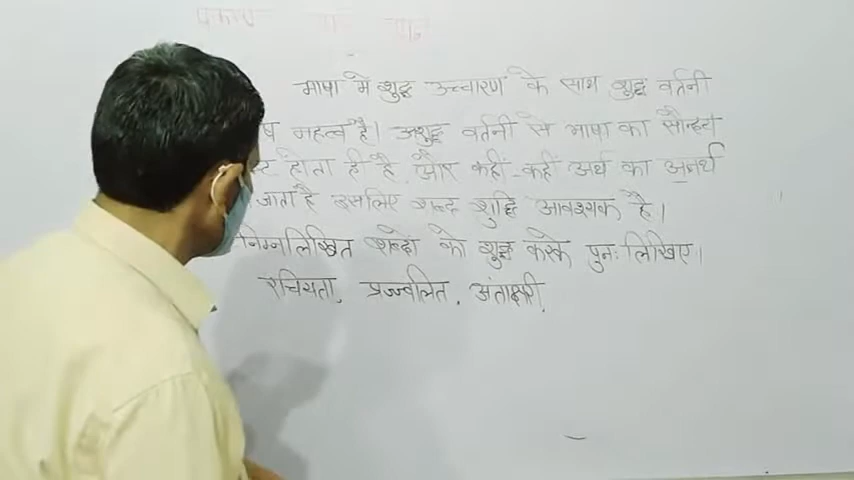 भाषा में शुद्ध उच्चारण के साथ शुद्ध वर्तनी
महत्व है। अशुद्ध वर्तनी से भाषा का सौन्दर्य
होता ही है, और कहीं-कहीं अर्थ का अनर्थ
जाता है इसलिए शब्द शुद्धि आवश्यक है।
निम्नलिखित शब्दों को शुद्ध करके पुनः लिखिए।
रचियता, प्रज्ज्वलित, अंताक्षरी,